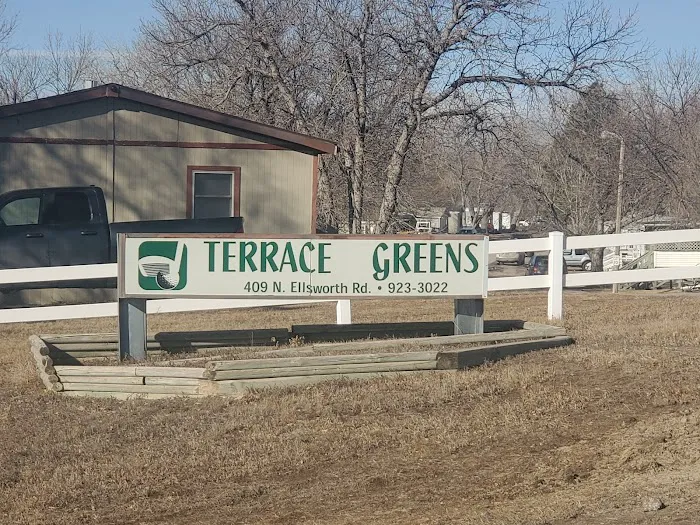 TERRACE GREENS
409 N. Ellsworth Rd. • 923-3022